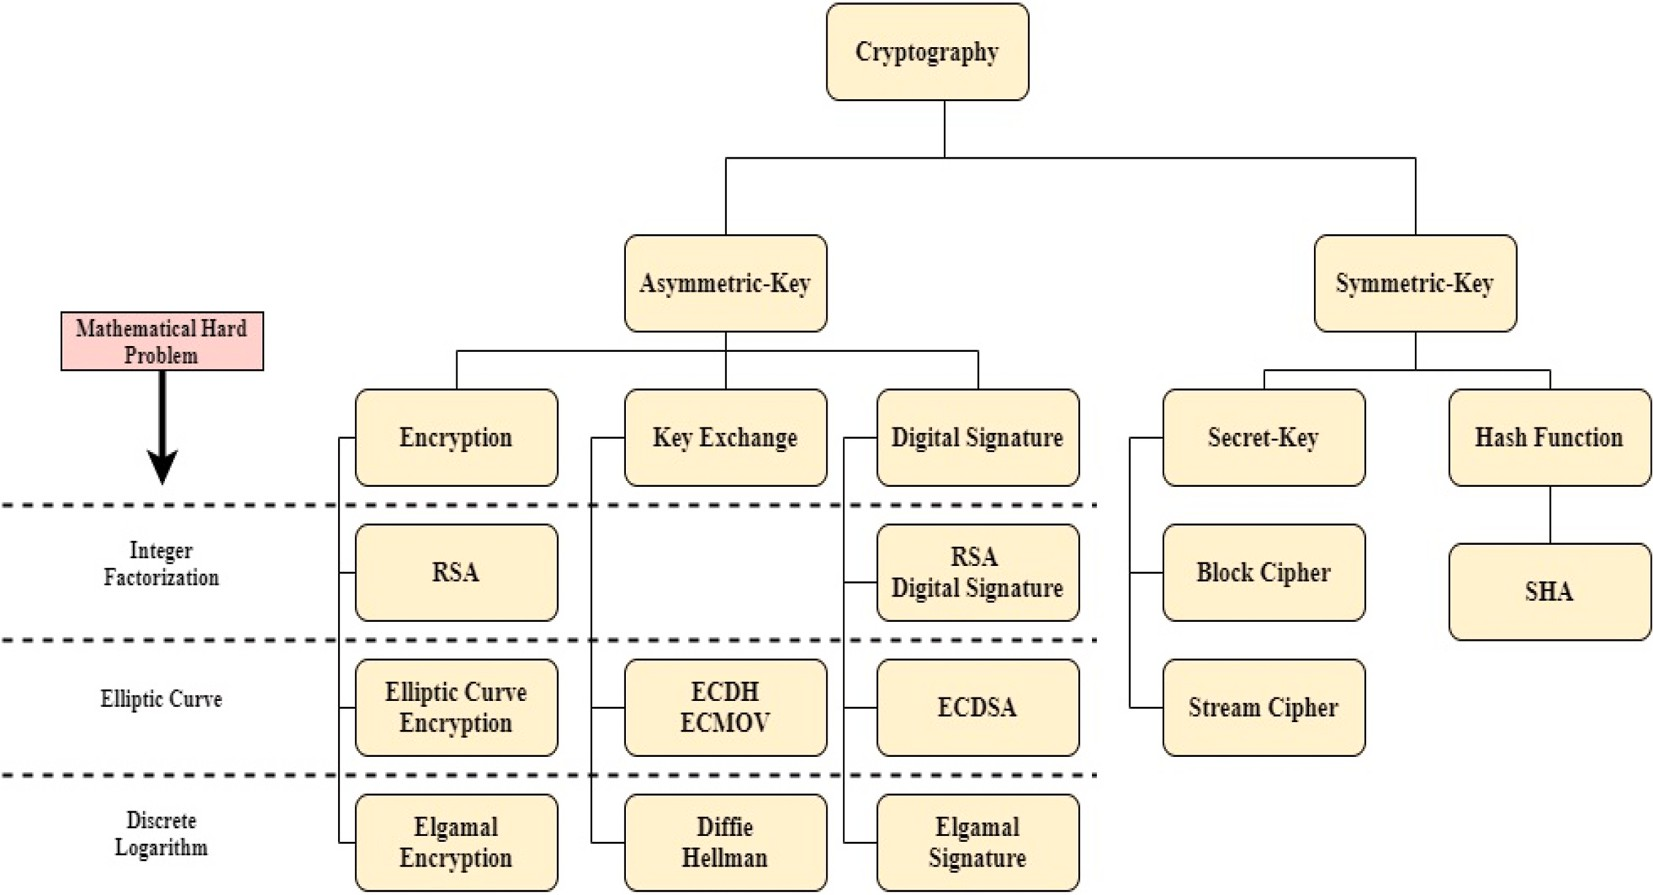 Cryptography
Asymmetric-Key
Symmetric-Key
Mathematical Hard
Problem
Encryption
Key Exchange
Digital Signature
Secret-Key
Hash Function
Integer
Factorization
RSA
RSA
Digital Signature
Block Cipher
SHA
Elliptic Curve
Elliptic Curve
Encryption
ECDH
ECMOV
ECDSA
Stream Cipher
Discrete
Logarithm
Elgamal
Encryption
Diffie
Hellman
Elgamal
Signature